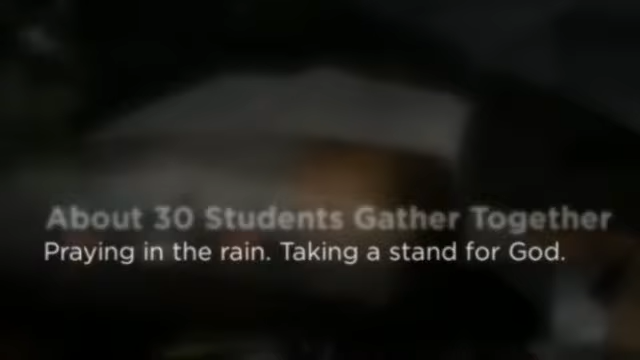 About 30 Students Gather Together
Praying in the rain. Taking a stand for God.